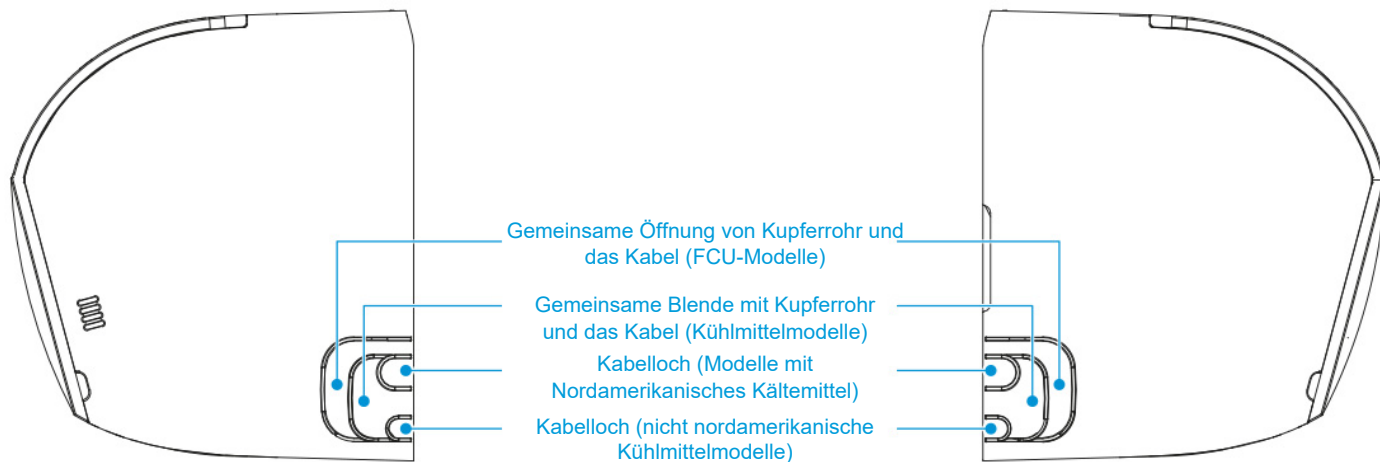 Gemeinsame Öffnung von Kupferrohr und
das Kabel (FCU-Modelle)
Gemeinsame Blende mit Kupferrohr
und das Kabel (Kühlmittelmodelle)
Kabelloch (Modelle mit
Nordamerikanisches Kältemittel)
Kabelloch (nicht nordamerikanische
Kühlmittelmodelle)